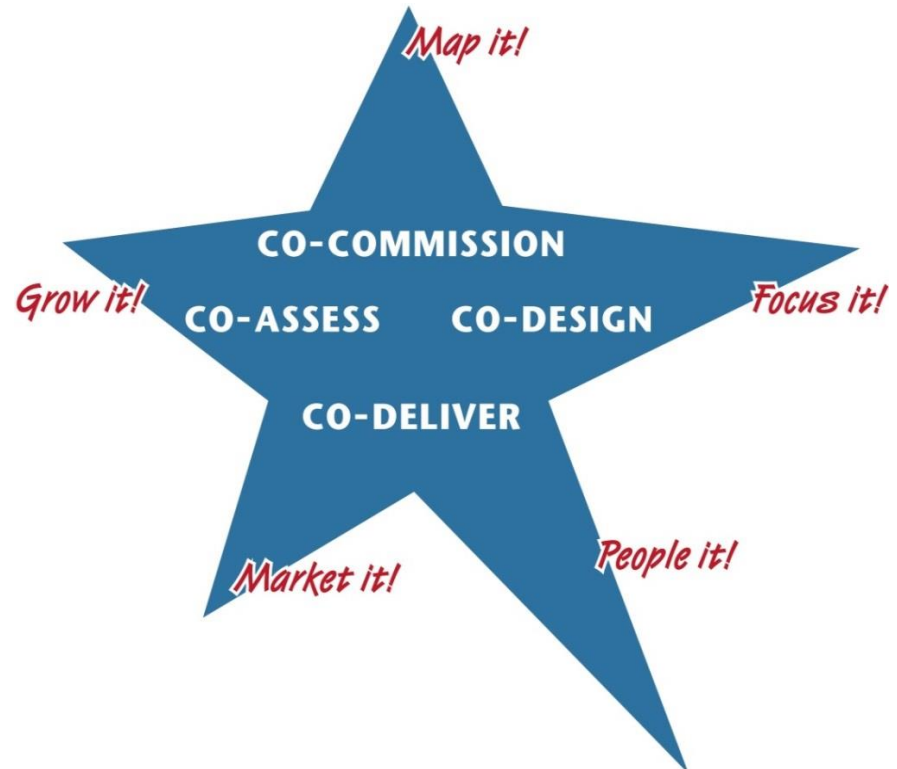 Map it!
CO-COMMISSION
Grow it!
Focus it!
CO-ASSESS
CO-DESIGN
CO-DELIVER
People it!
Market it!